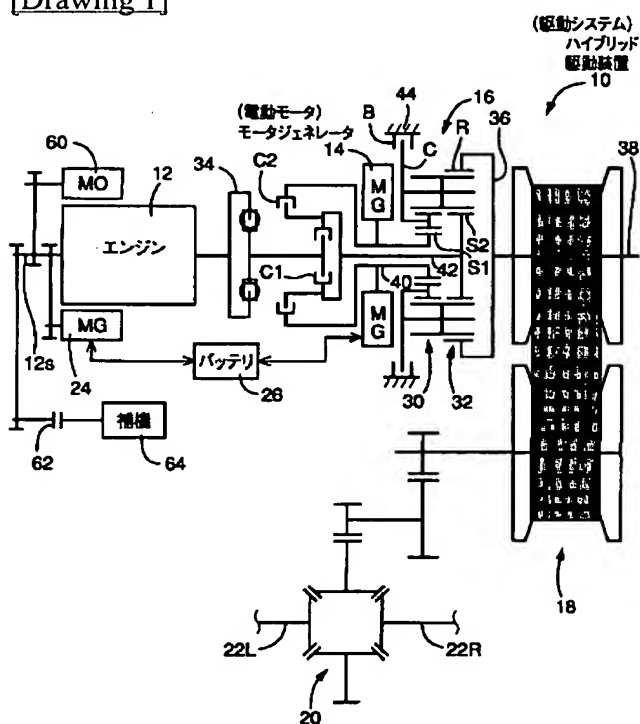 [Drawing 1]
(駆動システム)
ハイブリッド
駆動装置
10
(電動モータ)
モータジェネレータ
B
44
16
R
36
60
MO
12
34
C2
14
C
38
エンジン
MG
S2
S1
C1
40
42
MG
MG
24
12s
バッテリ
26
30
32
62
補機
64
18
22L
22R
20